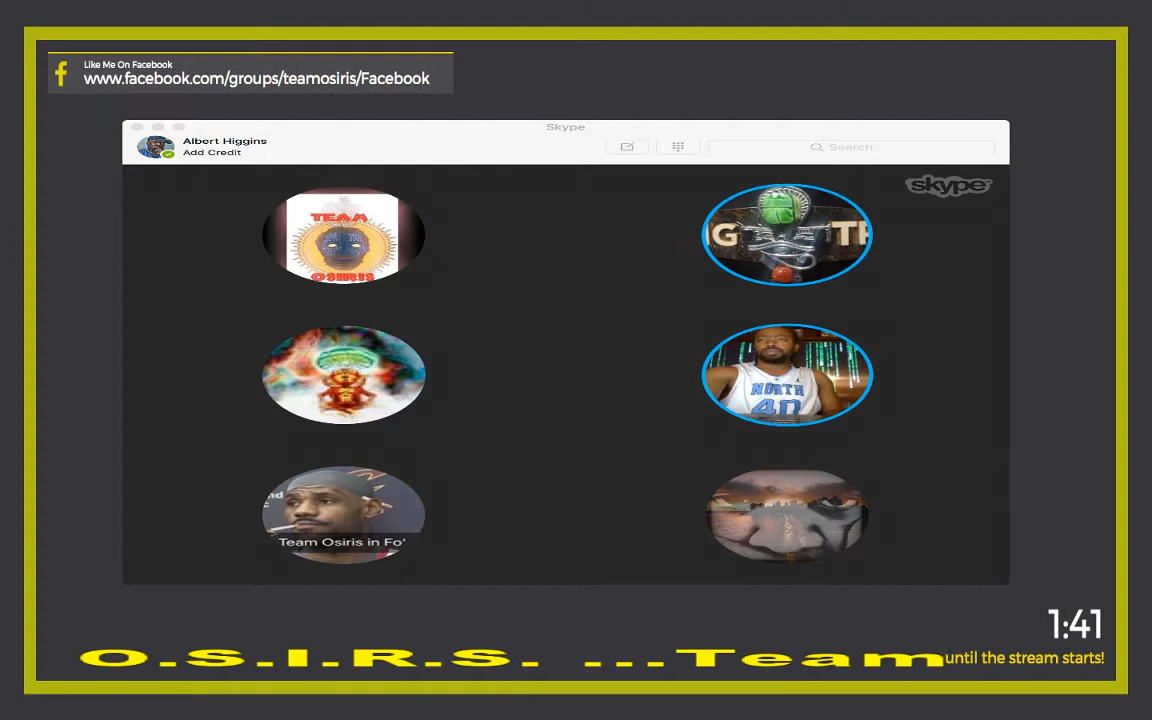 Like Me On Facebook
www.facebook.com/groups/teamosiris/Facebook
Skype
Albert Higgins
Add Credit
Search
skype
TEAM
OSIRIS
G
NORTH
40
Team Osiris in Fo'
1:41
O.S.I.R.S. ...Team
until the stream starts!